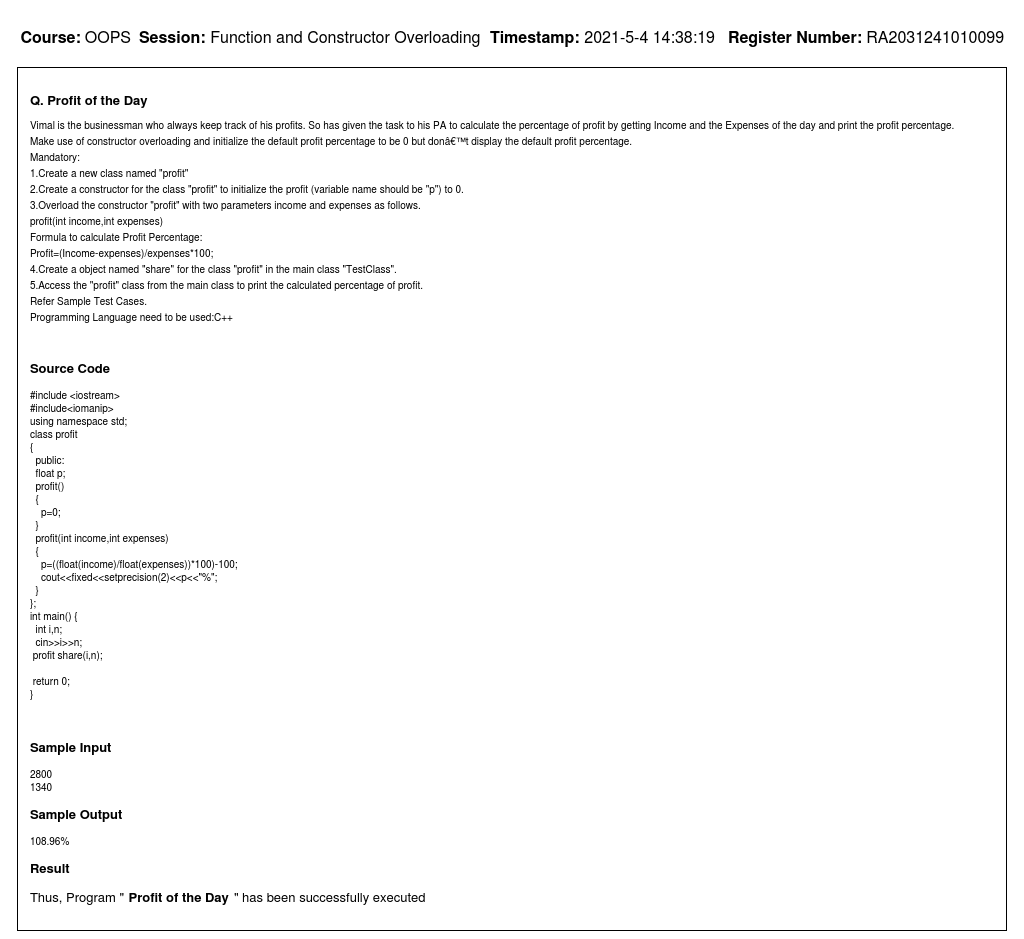 Course: OOPS Session: Function and Constructor Overloading Timestamp: 2021-5-4 14:38:19 Register Number: RA2031241010099
Q. Profit of the Day
Vimal is the businessman who always keep track of his profits. So has given the task to his PA to calculate the percentage of profit by getting Income and the Expenses of the day and print the profit percentage.
Make use of constructor overloading and initialize the default profit percentage to be 0 but donâ€™t display the default profit percentage.
Mandatory:
1.Create a new class named "profit"
2.Create a constructor for the class "profit" to initialize the profit (variable name should be "p") to 0.
3.Overload the constructor "profit" with two parameters income and expenses as follows.
profit(int income,int expenses)
Formula to calculate Profit Percentage:
Profit=(Income-expenses)/expenses*100;
4.Create a object named "share" for the class "profit" in the main class "TestClass".
5.Access the "profit" class from the main class to print the calculated percentage of profit.
Refer Sample Test Cases.
Programming Language need to be used:C++
Source Code
#include <iostream>
#include<iomanip>
using namespace std;
class profit
{
public:
float p;
profit()
{
p=0;
}
profit(int income,int expenses)
{
p=((float(income)/float(expenses))*100)-100;
cout<<fixed<<setprecision(2)<<p<<"%";
}
};
int main() {
int i,n;
cin>>i>>n;
profit share(i,n);
return 0;
}
Sample Input
2800
1340
Sample Output
108.96%
Result
Thus, Program " Profit of the Day " has been successfully executed